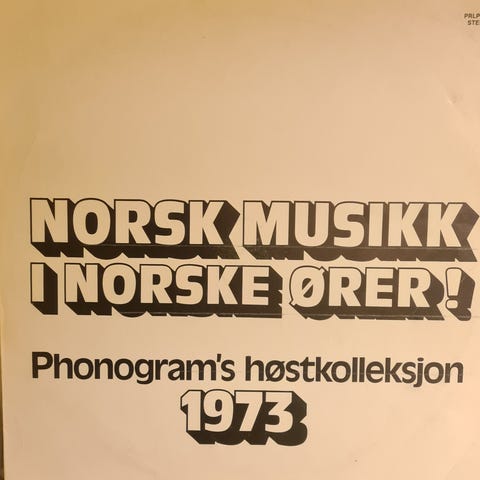 NORSK MUSIKK
I NORSKE ØRER!
Phonogram's høstkolleksjon
1973